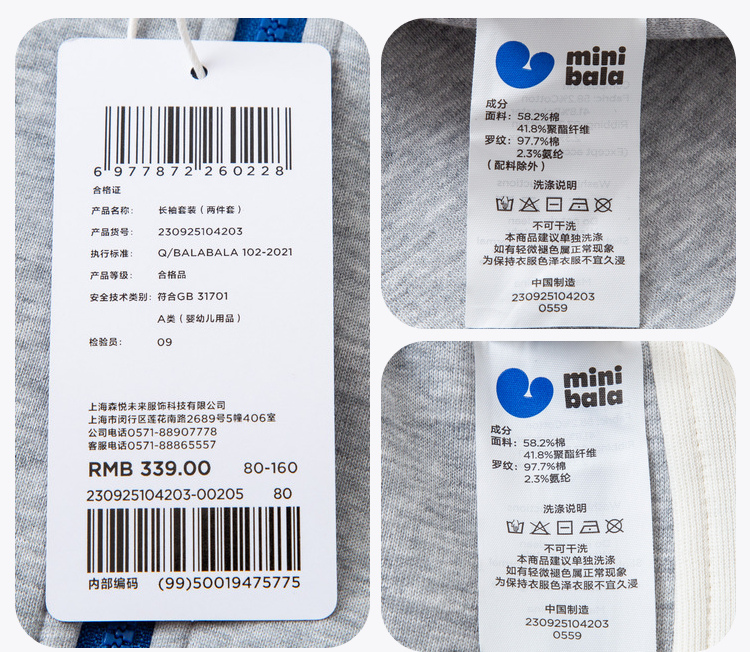 6 977872 260228
合格证
产品名称: 长袖套装（两件套）
产品货号: 230925104203
执行标准: Q/BALABALA 102-2021
产品等级: 合格品
安全技术类别: 符合GB 31701
A类（婴幼儿用品）
检验员: 09
上海森悦未来服饰科技有限公司
上海市闵行区莲花南路2689号5幢406室
公司电话0571-88907778
客服电话0571-88865557
RMB 339.00 80-160
230925104203-00205 80
内部编码 (99)50019475775
mini
bala
成分
面料: 58.2%棉
41.8%聚酯纤维
罗纹: 97.7%棉
2.3%氨纶
（配料除外）
洗涤说明
不可干洗
本商品建议单独洗涤
如有轻微褪色属正常现象
为保持衣服色泽衣服不宜久浸
中国制造
230925104203
0559
mini
bala
成分
面料: 58.2%棉
41.8%聚酯纤维
罗纹: 97.7%棉
2.3%氨纶
洗涤说明
不可干洗
本商品建议单独洗涤
如有轻微褪色属正常现象
为保持衣服色泽衣服不宜久浸
中国制造
230925104203
0559